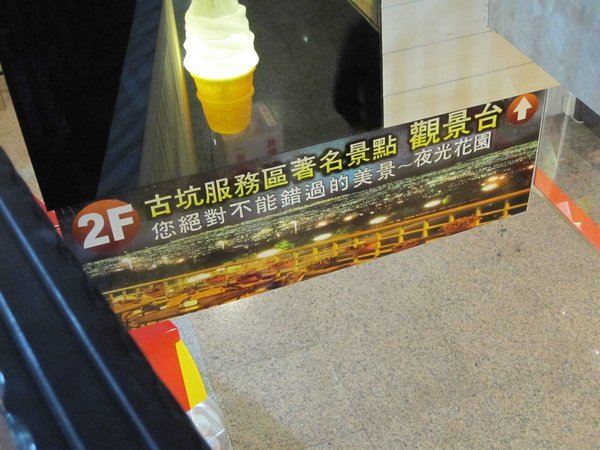 2F
古坑服務區著名景點 觀景台
您絕對不能錯過的美景~夜光花園